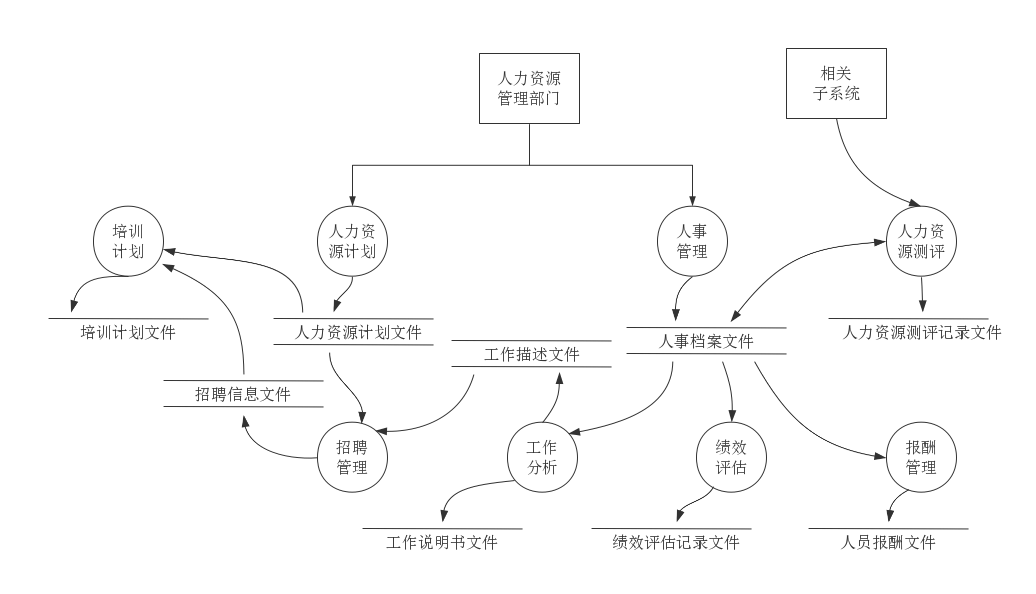 人力资源
管理部门
相关
子系统
培训
计划
人力资
源计划
人事
管理
人力资
源测评
培训计划文件
人力资源计划文件
工作描述文件
人事档案文件
人力资源测评记录文件
招聘信息文件
招聘
管理
工作
分析
绩效
评估
报酬
管理
工作说明书文件
绩效评估记录文件
人员报酬文件